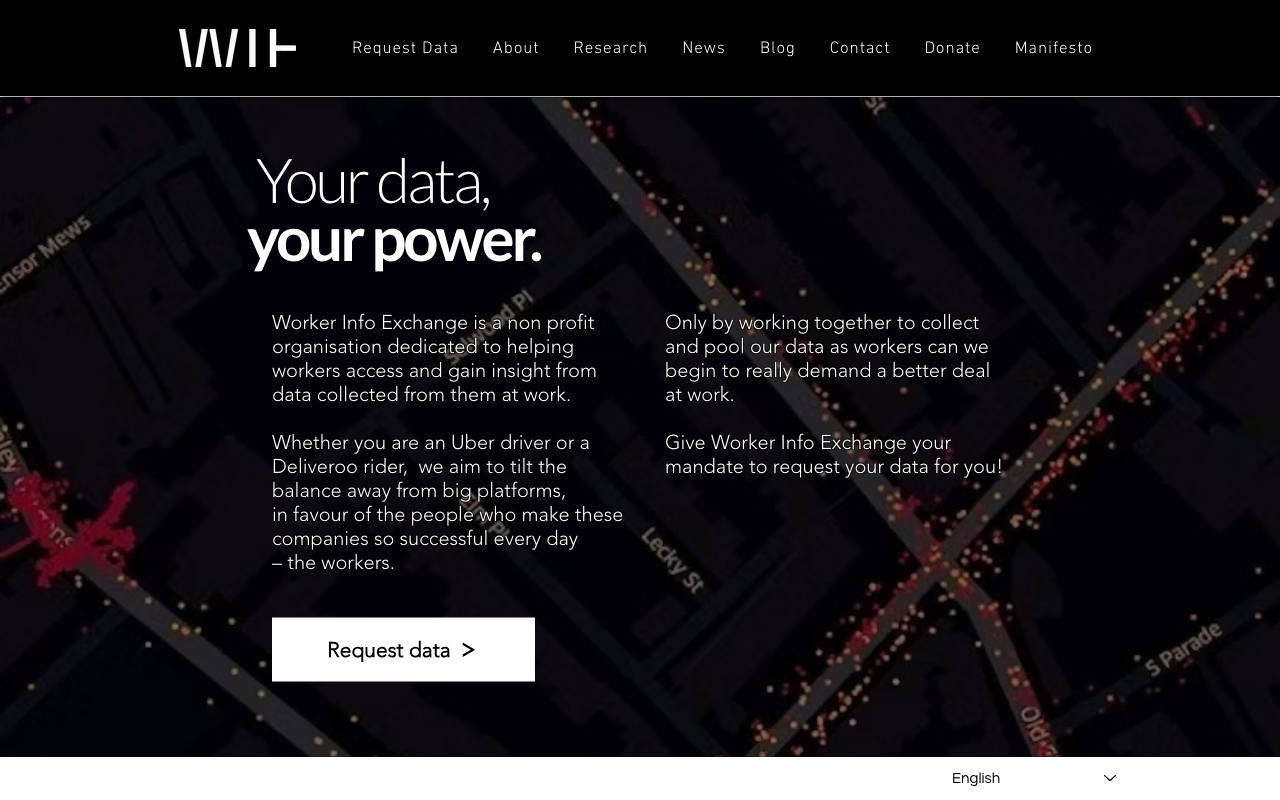 WIE
Request Data About Research News Blog Contact Donate Manifesto
Your data,
your power.
Worker Info Exchange is a non profit
organisation dedicated to helping
workers access and gain insight from
data collected from them at work.
Whether you are an Uber driver or a
Deliveroo rider,  we aim to tilt the
balance away from big platforms,
in favour of the people who make these
companies so successful every day
– the workers.
Only by working together to collect
and pool our data as workers can we
begin to really demand a better deal
at work.
Give Worker Info Exchange your
mandate to request your data for you!
Request data >
Lecky St
S Parade
St
Mews
English